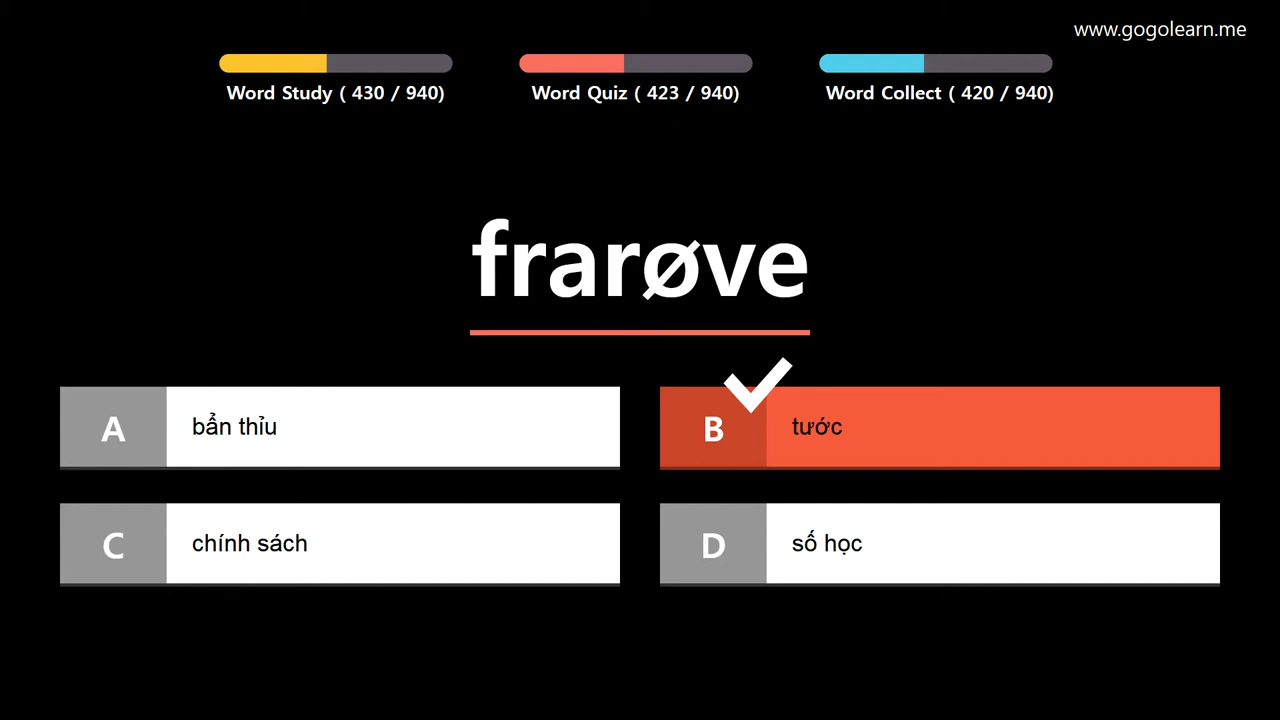 www.gogolearn.me
Word Study ( 430 / 940)
Word Quiz ( 423 / 940)
Word Collect ( 420 / 940)
frarøve
A bẩn thỉu
B tước
C chính sách
D số học